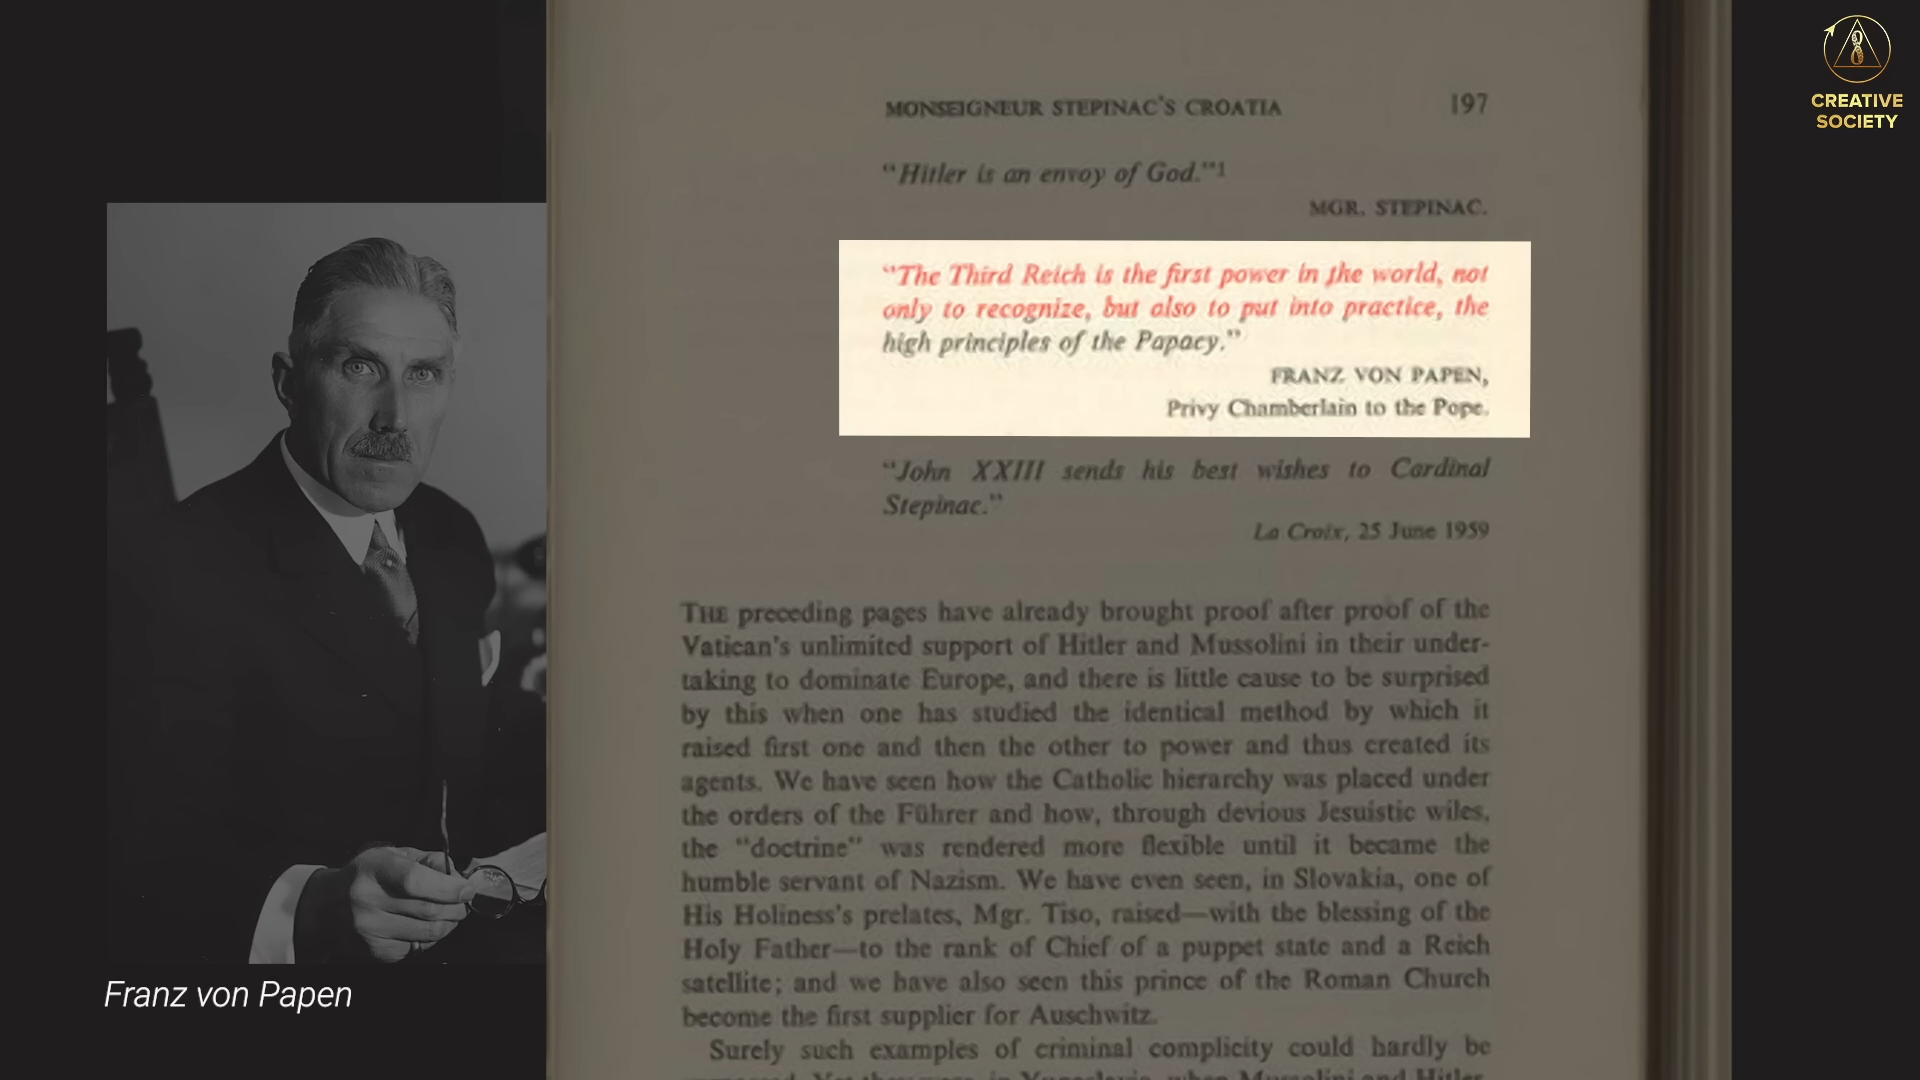 CREATIVE
SOCIETY
MONSEIGNEUR STEPINAC'S CROATIA 197
"Hitler is an envoy of God."1
MGR. STEPINAC.
"The Third Reich is the first power in the world, not
only to recognize, but also to put into practice, the
high principles of the Papacy."
FRANZ VON PAPEN,
Privy Chamberlain to the Pope.
"John XXIII sends his best wishes to Cardinal
Stepinac."
La Croix, 25 June 1959
THE preceding pages have already brought proof after proof of the
Vatican's unlimited support of Hitler and Mussolini in their under-
taking to dominate Europe, and there is little cause to be surprised
by this when one has studied the identical method by which it
raised first one and then the other to power and thus created its
agents. We have seen how the Catholic hierarchy was placed under
the orders of the Führer and how, through devious Jesuistic wiles,
the "doctrine" was rendered more flexible until it became the
humble servant of Nazism. We have even seen, in Slovakia, one of
His Holiness's prelates, Mgr. Tiso, raised—with the blessing of the
Holy Father—to the rank of Chief of a puppet state and a Reich
satellite; and we have also seen this prince of the Roman Church
become the first supplier for Auschwitz.
Surely such examples of criminal complicity could hardly be
Mussolini and Hitler
Franz von Papen